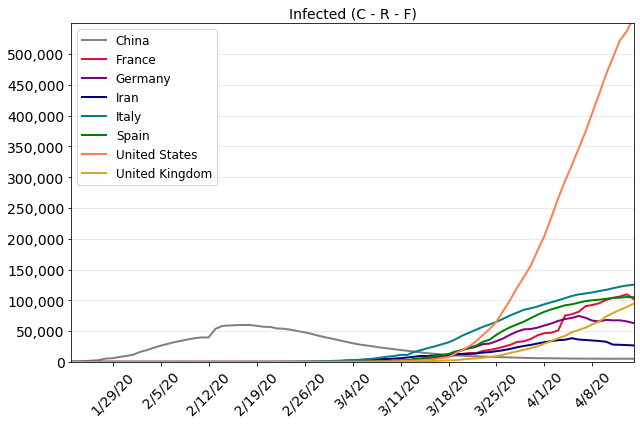 Infected (C - R - F)
500,000
450,000
400,000
350,000
300,000
250,000
200,000
150,000
100,000
50,000
0
China
France
Germany
Iran
Italy
Spain
United States
United Kingdom
1/29/20
2/5/20
2/12/20
2/19/20
2/26/20
3/4/20
3/11/20
3/18/20
3/25/20
4/1/20
4/8/20